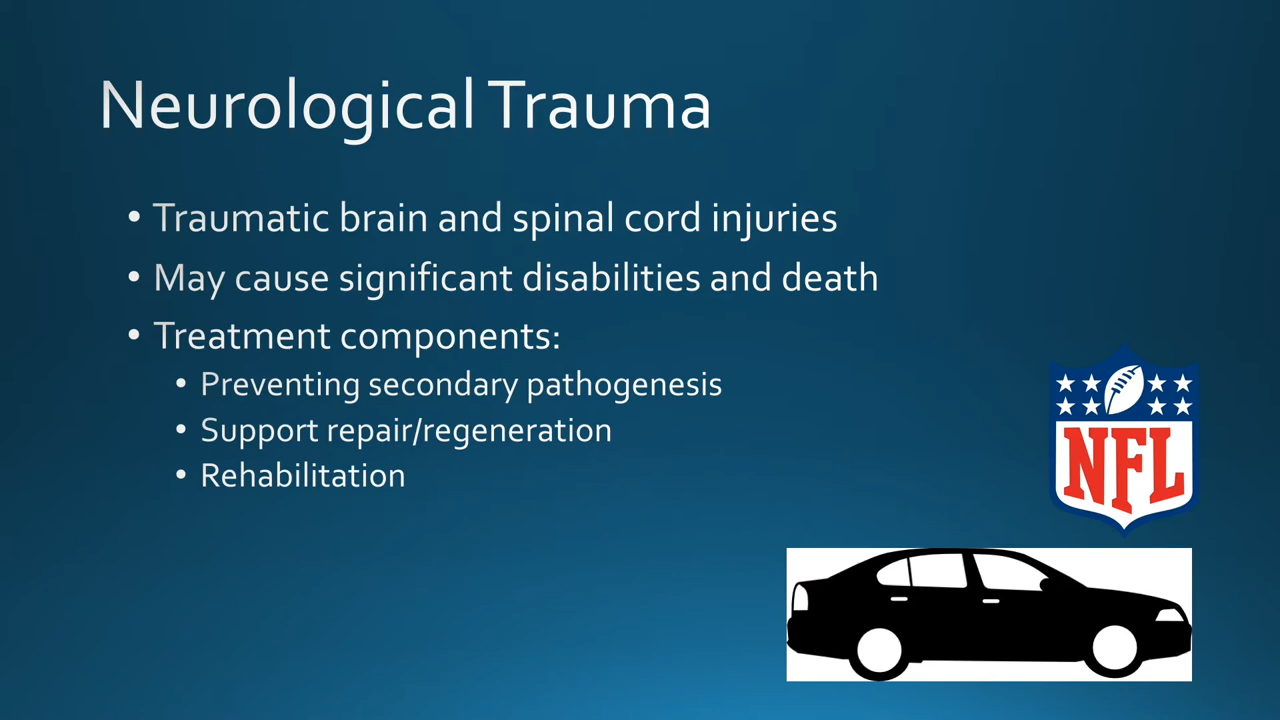 Neurological Trauma
• Traumatic brain and spinal cord injuries
• May cause significant disabilities and death
• Treatment components:
• Preventing secondary pathogenesis
• Support repair/regeneration
• Rehabilitation
NFL